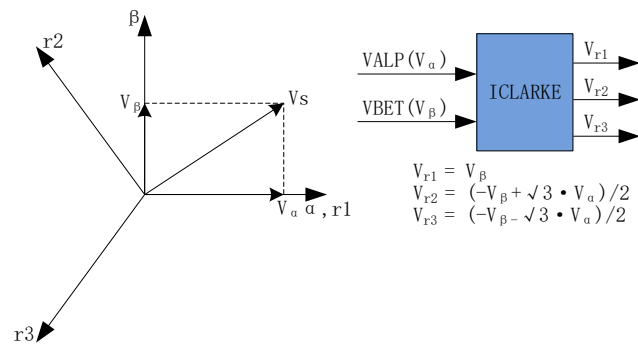 β
r2
Vβ
Vs
Vα α,r1
r3
VALP(Vα)
VBET(Vβ)
ICLARKE
Vr1
Vr2
Vr3
Vr1 = Vβ
Vr2 = (-Vβ+√3•Vα)/2
Vr3 = (-Vβ-√3•Vα)/2